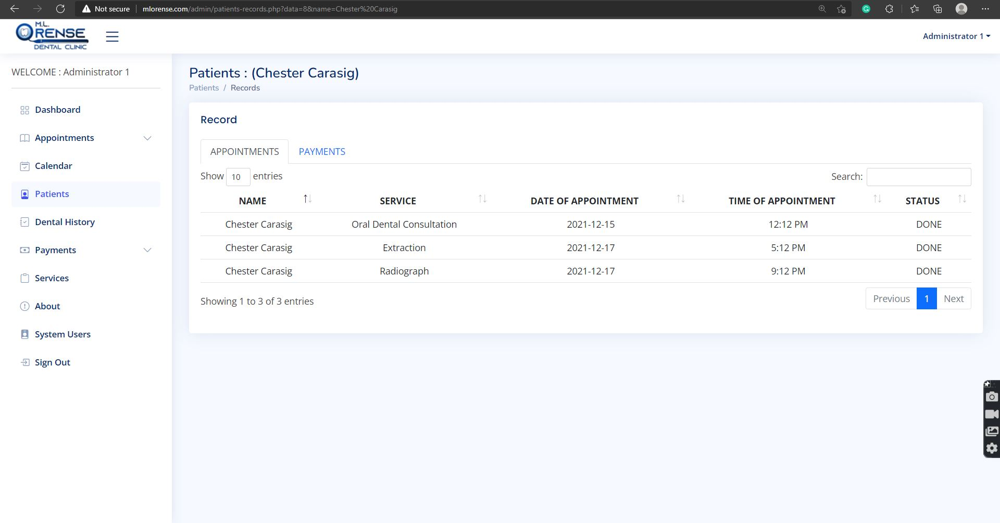 Not secure mlorense.com/admin/patients-records.php?data=8&name=Chester%20Carasig
M.L.
ORENSE
DENTAL CLINIC
Administrator 1
WELCOME : Administrator 1
Dashboard
Appointments
Calendar
Patients
Dental History
Payments
Services
About
System Users
Sign Out
Patients : (Chester Carasig)
Patients / Records
Record
APPOINTMENTS PAYMENTS
Show 10 entries Search:
NAME SERVICE DATE OF APPOINTMENT TIME OF APPOINTMENT STATUS
Chester Carasig Oral Dental Consultation 2021-12-15 12:12 PM DONE
Chester Carasig Extraction 2021-12-17 5:12 PM DONE
Chester Carasig Radiograph 2021-12-17 9:12 PM DONE
Showing 1 to 3 of 3 entries Previous 1 Next